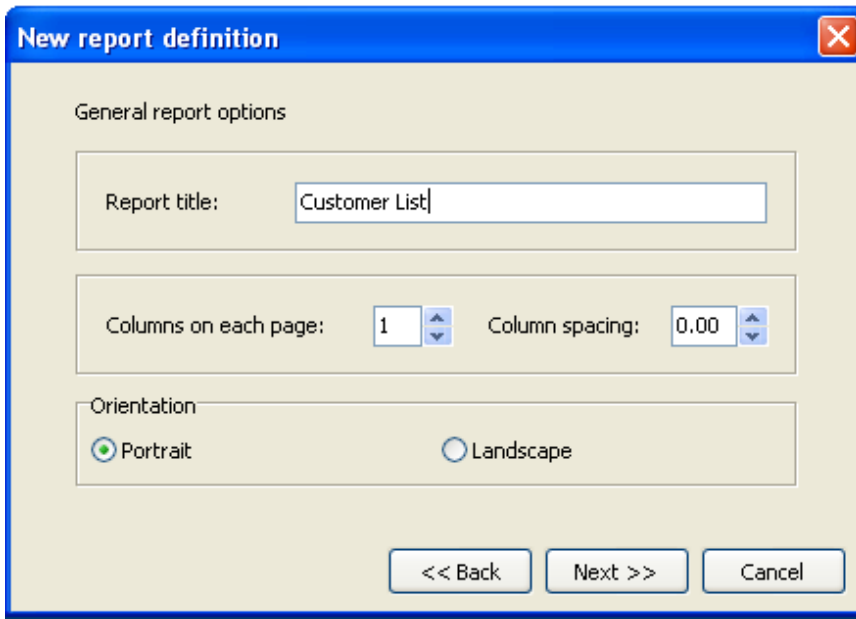 New report definition
General report options
Report title: Customer List
Columns on each page: 1 Column spacing: 0.00
Orientation
Portrait Landscape
<< Back Next >> Cancel